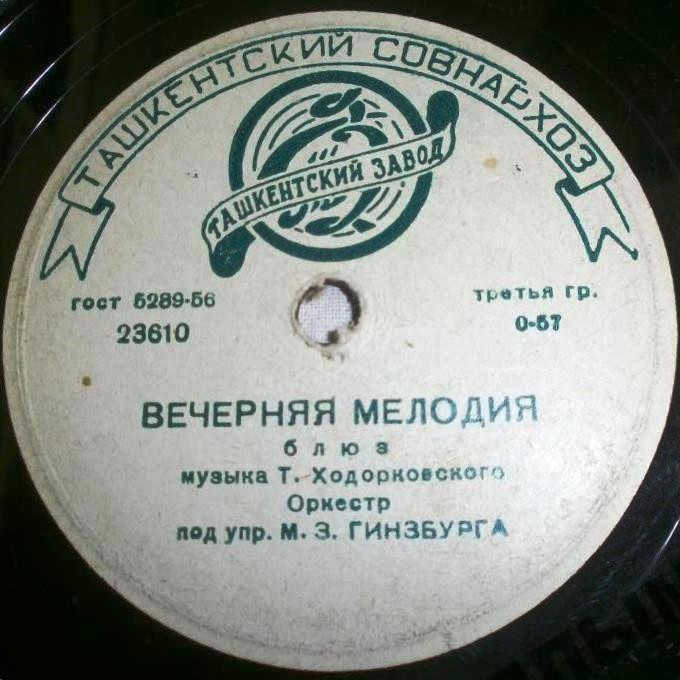 ТАШКЕНТСКИЙ СОВНАРХОЗ
ТАШКЕНТСКИЙ ЗАВОД
гост 5289-56
третья гр.
23610
0-57
ВЕЧЕРНЯЯ МЕЛОДИЯ
блюз
музыка Т. Ходорковского
Оркестр
под упр. М. З. ГИНЗБУРГА